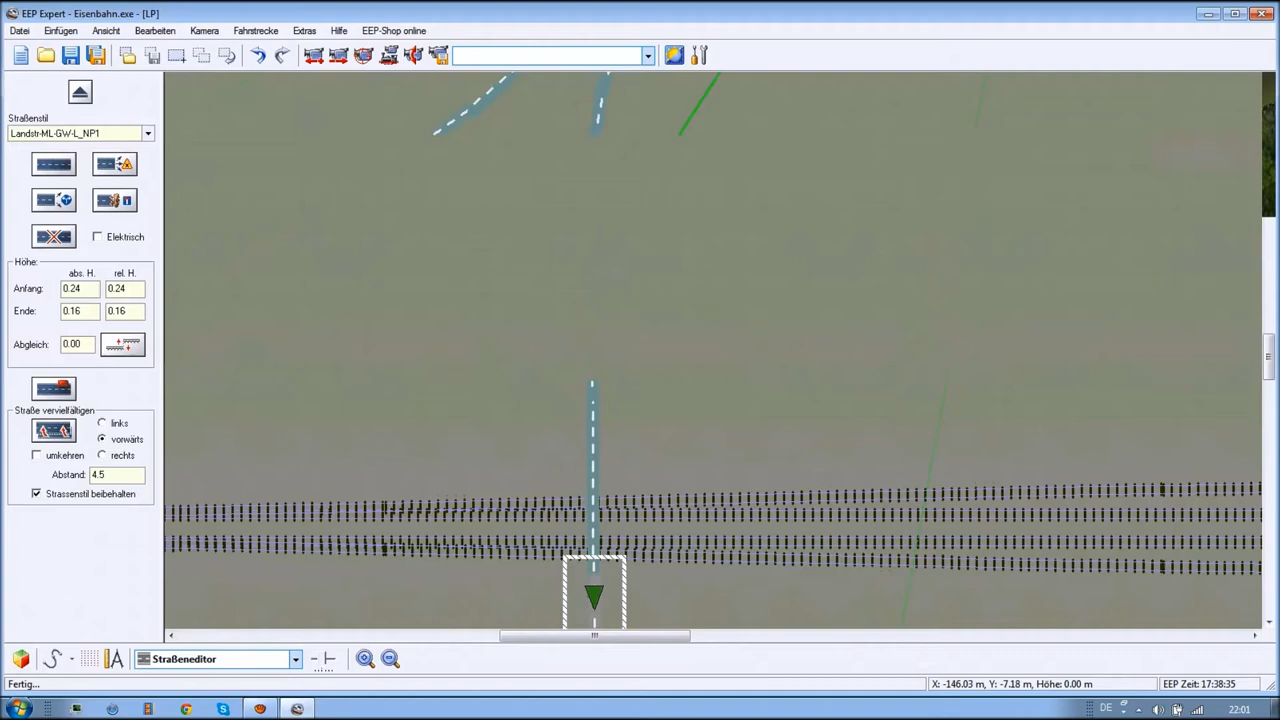 EEP Expert - Eisenbahn.exe - [LP]
Datei Einfügen Ansicht Bearbeiten Kamera Fahrstrecke Extras Hilfe EEP-Shop online
Straßenstil
Landstr-ML-GW-L_NP1
Elektrisch
Höhe:
abs. H. rel. H.
Anfang: 0.24 0.24
Ende: 0.16 0.16
Abgleich: 0.00
Straße vervielfältigen
links
vorwärts
umkehren rechts
Abstand: 4.5
Strassenstil beibehalten
Straßeneditor
Fertig...
X: -146.03 m, Y: -7.18 m, Höhe: 0.00 m
EEP Zeit: 17:38:35
DE
22:01